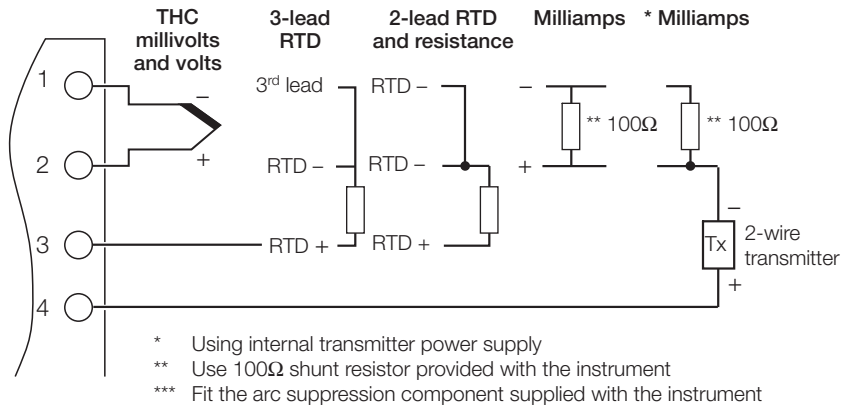 THC
millivolts
and volts
3-lead
RTD
2-lead RTD
and resistance
Milliamps
* Milliamps
1
–
3rd lead
RTD –
–
** 100Ω
** 100Ω
2
+
RTD –
RTD –
+
3
RTD +
RTD +
–
Tx
2-wire
transmitter
+
4
* Using internal transmitter power supply
** Use 100Ω shunt resistor provided with the instrument
*** Fit the arc suppression component supplied with the instrument